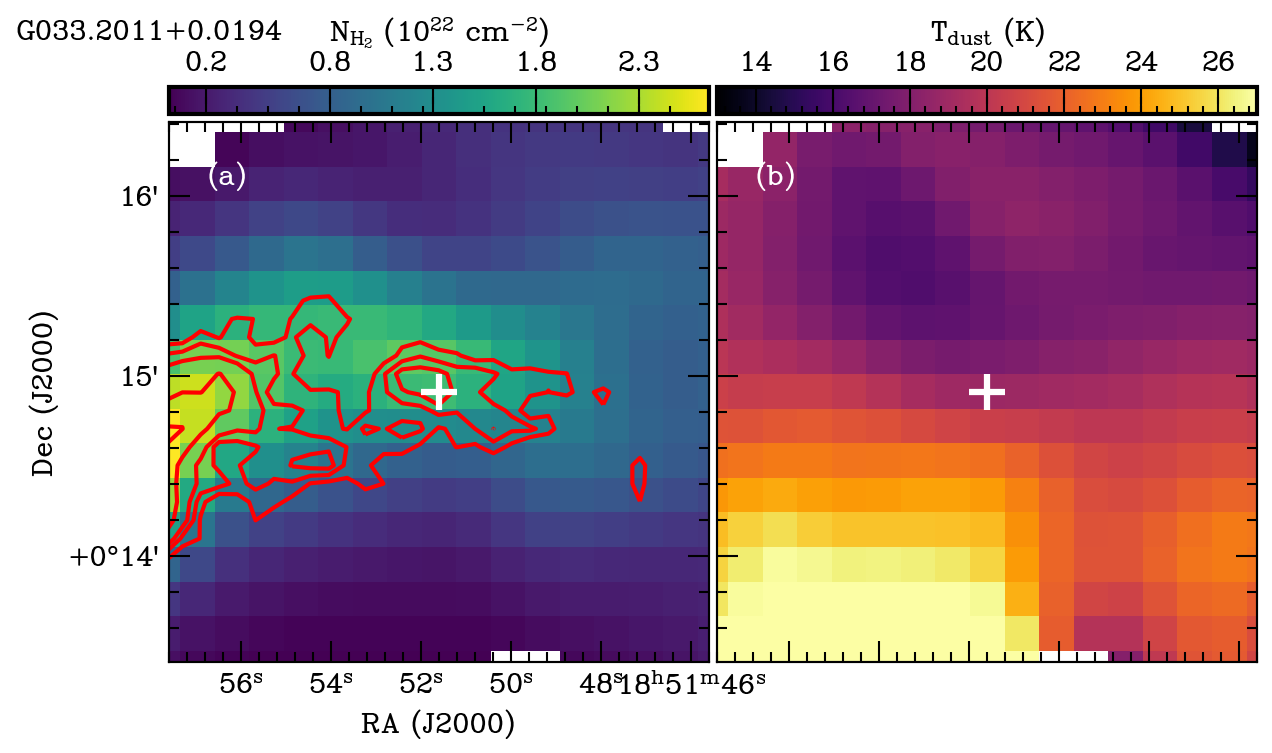 G033.2011+0.0194 N_H₂ (10²² cm⁻²) T_dust (K)
0.2 0.8 1.3 1.8 2.3 14 16 18 20 22 24 26
(a) (b)
16'
15'
+0°14'
Dec (J2000)
56ˢ 54ˢ 52ˢ 50ˢ 48ˢ 18ʰ51ᵐ46ˢ
RA (J2000)